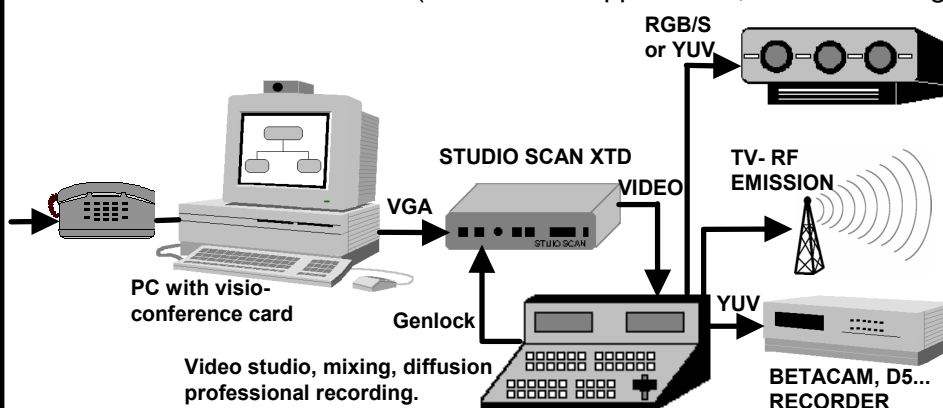 RGB/S
or YUV
STUDIO SCAN XTD
TV- RF
EMISSION
VIDEO
VGA
STUIO SCAN
PC with visio-
conference card
Genlock
YUV
Video studio, mixing, diffusion
professional recording.
BETACAM, D5...
RECORDER